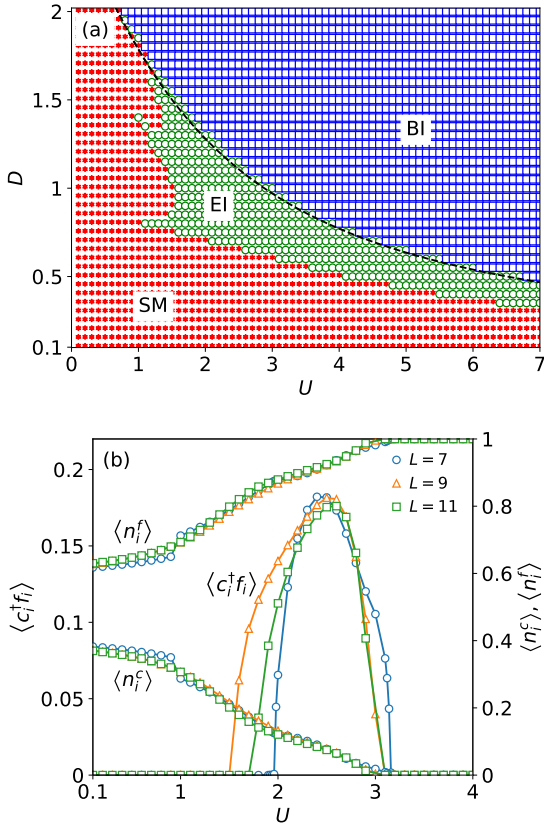 (a)
2
1.5
1
0.5
0.1
D
BI
EI
SM
0 1 2 3 4 5 6 7
U
(b)
L = 7
L = 9
L = 11
⟨n_i^f⟩
⟨c_i^†f_i⟩
⟨n_i^c⟩
0.2
0.15
0.1
0.05
0
⟨c_i^†f_i⟩
1
0.8
0.6
0.4
0.2
0
⟨n_i^c⟩, ⟨n_i^f⟩
0.1 1 2 3 4
U